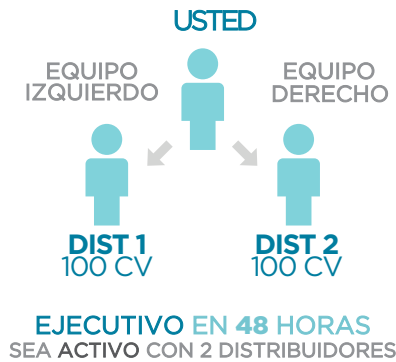 USTED
EQUIPO
IZQUIERDO
EQUIPO
DERECHO
DIST 1
100 CV
DIST 2
100 CV
EJECUTIVO EN 48 HORAS
SEA ACTIVO CON 2 DISTRIBUIDORES